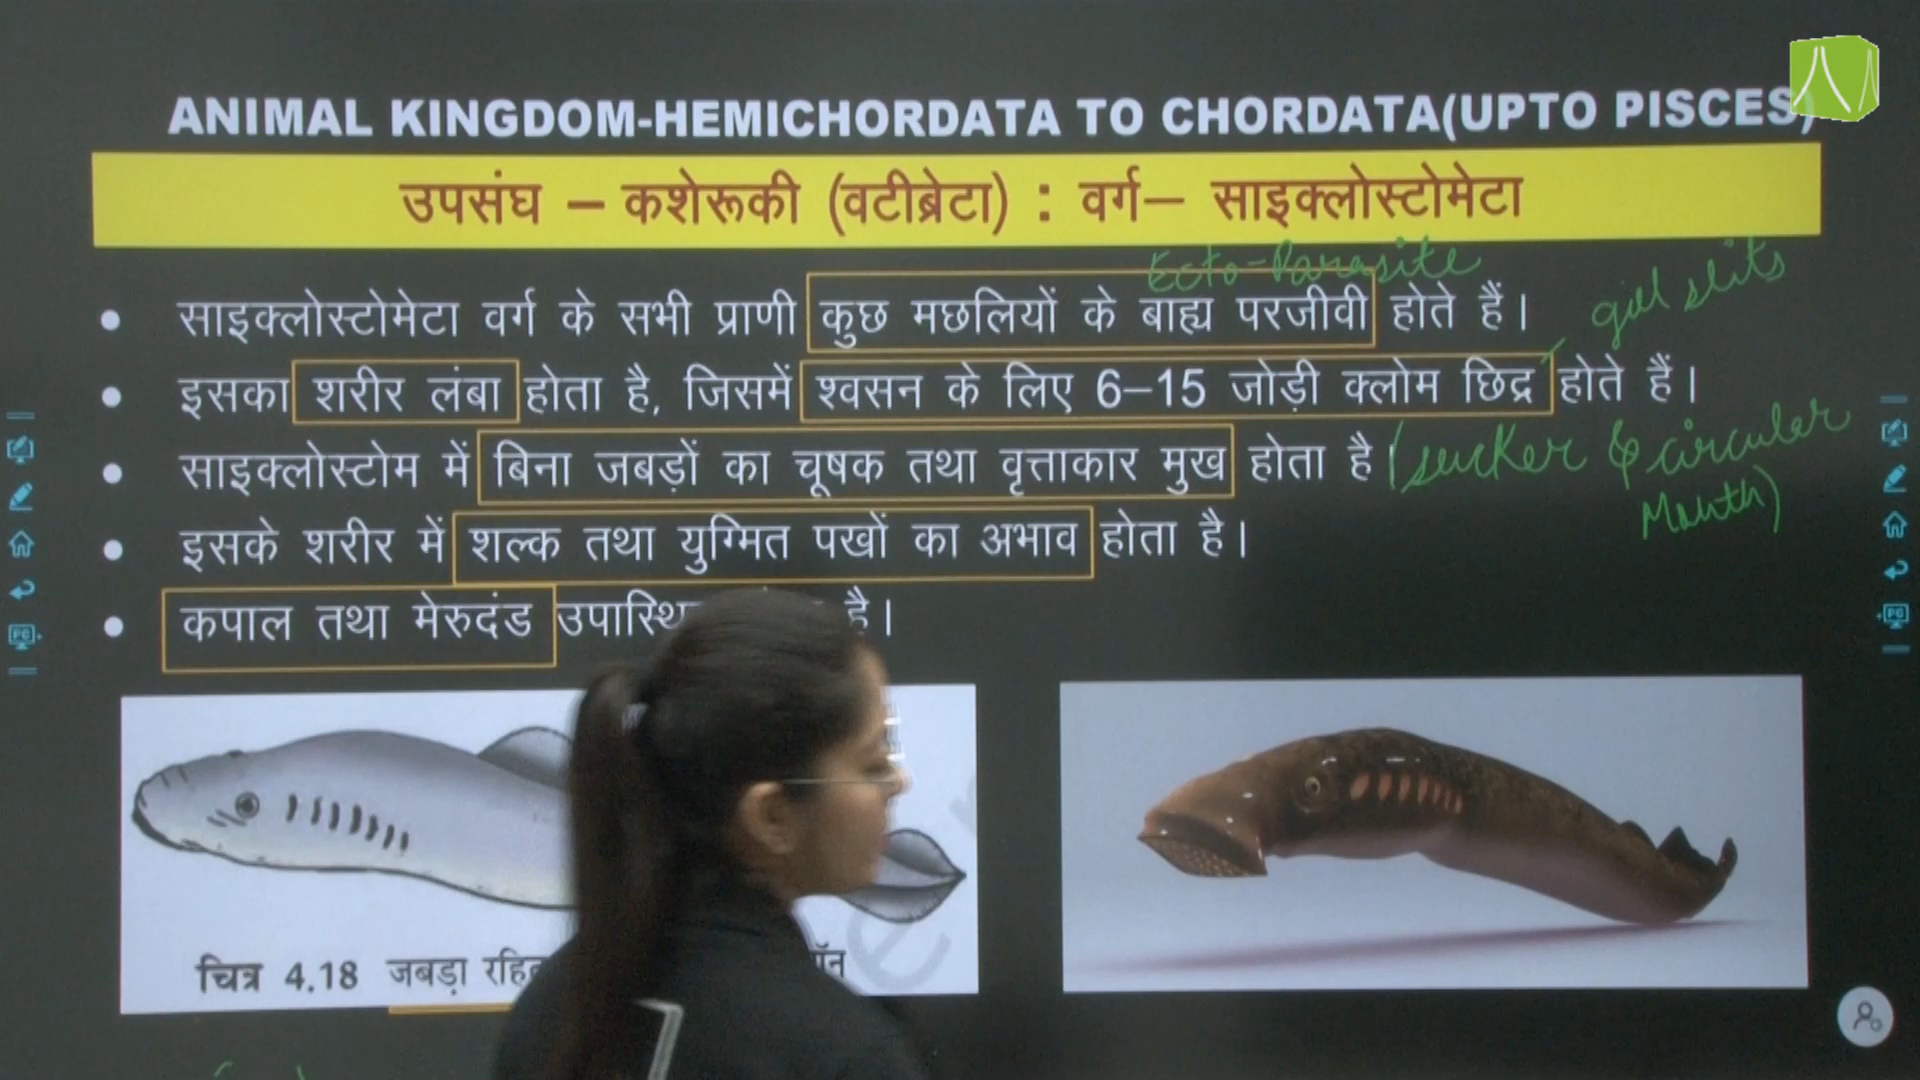 ANIMAL KINGDOM-HEMICHORDATA TO CHORDATA(UPTO PISCES)
उपसंघ – कशेरूकी (वटीब्रेटा) : वर्ग– साइक्लोस्टोमेटा
Ecto-Parasite
• साइक्लोस्टोमेटा वर्ग के सभी प्राणी कुछ मछलियों के बाह्य परजीवी होते हैं।
gill slits
• इसका शरीर लंबा होता है, जिसमें श्वसन के लिए 6–15 जोड़ी क्लोम छिद्र होते हैं।
• साइक्लोस्टोम में बिना जबड़ों का चूषक तथा वृत्ताकार मुख होता है। (sucker & circular
Mouth)
• इसके शरीर में शल्क तथा युग्मित पखों का अभाव होता है।
• कपाल तथा मेरुदंड है।
चित्र 4.18 जबड़ा